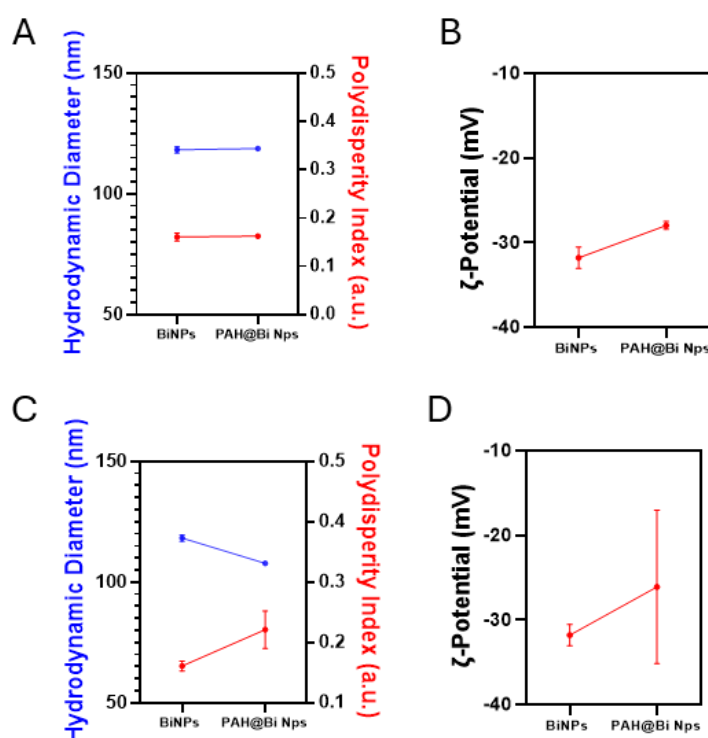 A
Hydrodynamic Diameter (nm)
150
100
50
0.5
0.4
0.3
0.2
0.1
0.0
Polydisperity Index (a.u.)
BiNPs
PAH@Bi Nps
B
ζ-Potential (mV)
-10
-20
-30
-40
BiNPs
PAH@Bi Nps
C
Hydrodynamic Diameter (nm)
150
100
50
0.5
0.4
0.3
0.2
0.1
Polydisperity Index (a.u.)
BiNPs
PAH@Bi Nps
D
ζ-Potential (mV)
-10
-20
-30
-40
BiNPs
PAH@Bi Nps